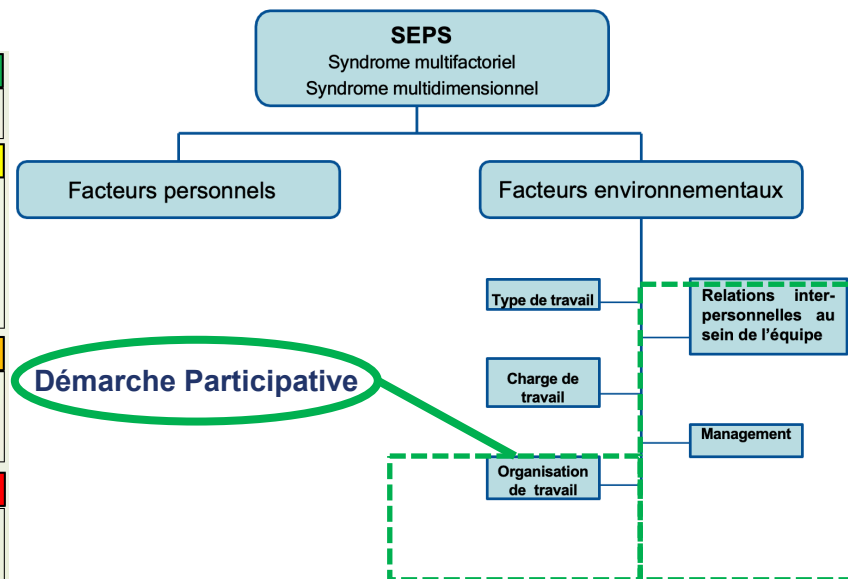 SEPS
Syndrome multifactoriel
Syndrome multidimensionnel
Facteurs personnels
Facteurs environnementaux
Type de travail
Relations inter-
personnelles au
sein de l'équipe
Démarche Participative
Charge de
travail
Management
Organisation
de travail